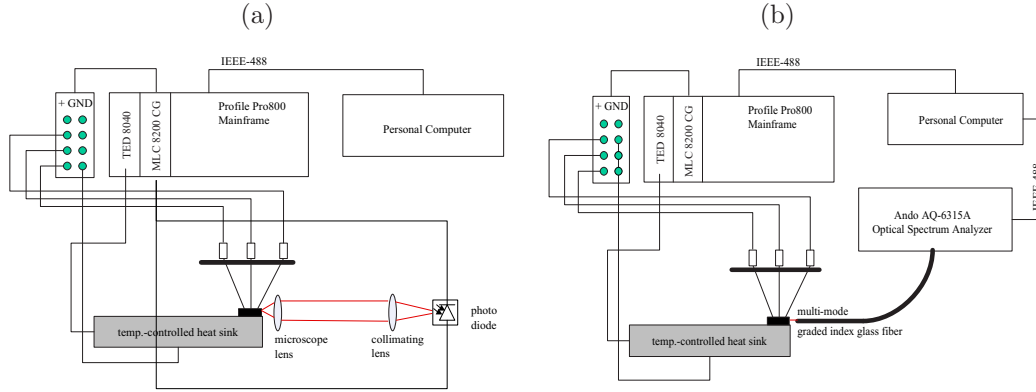 (a)
IEEE-488
+ GND
TED 8040
MLC 8200 CG
Profile Pro800
Mainframe
Personal Computer
temp.-controlled heat sink
microscope
lens
collimating
lens
photo
diode
(b)
IEEE-488
+ GND
TED 8040
MLC 8200 CG
Profile Pro800
Mainframe
Personal Computer
IEEE-488
Ando AQ-6315A
Optical Spectrum Analyzer
multi-mode
graded index glass fiber
temp.-controlled heat sink